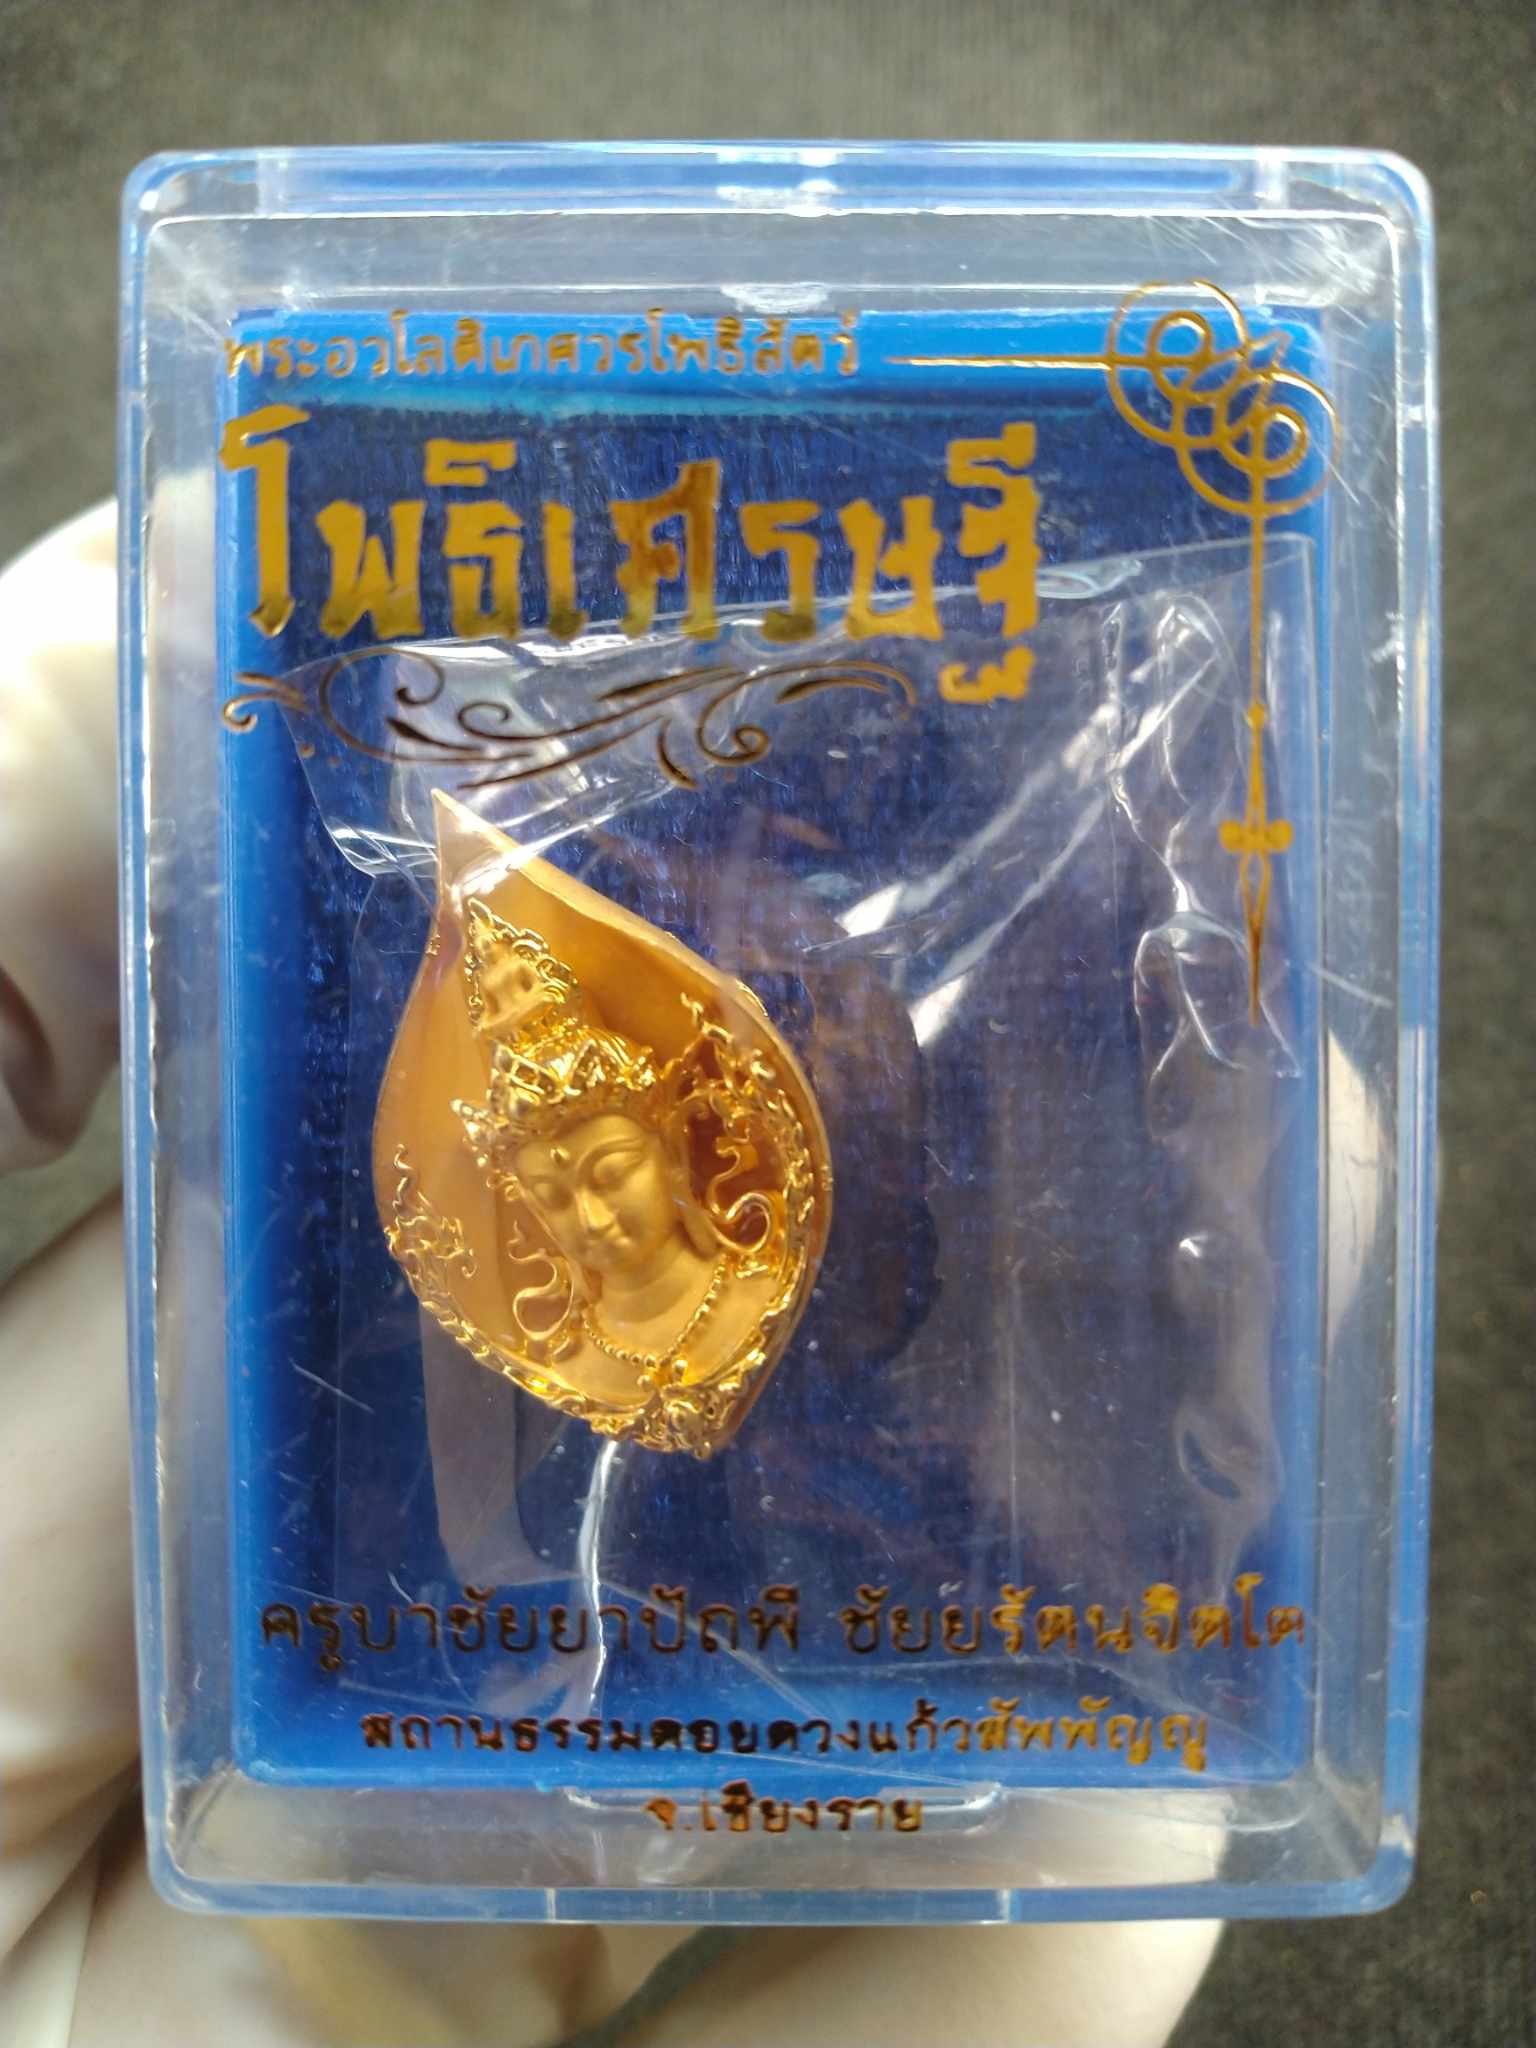 พระอวโลติเกศวรโพธิสัตว์
โพธิเศรษฐี
ครูบาชัยยาปัถพี ชัยยรัตนจิตโต
สถานธรรมดอยดวงแก้วสัพพัญญู
จ.เชียงราย